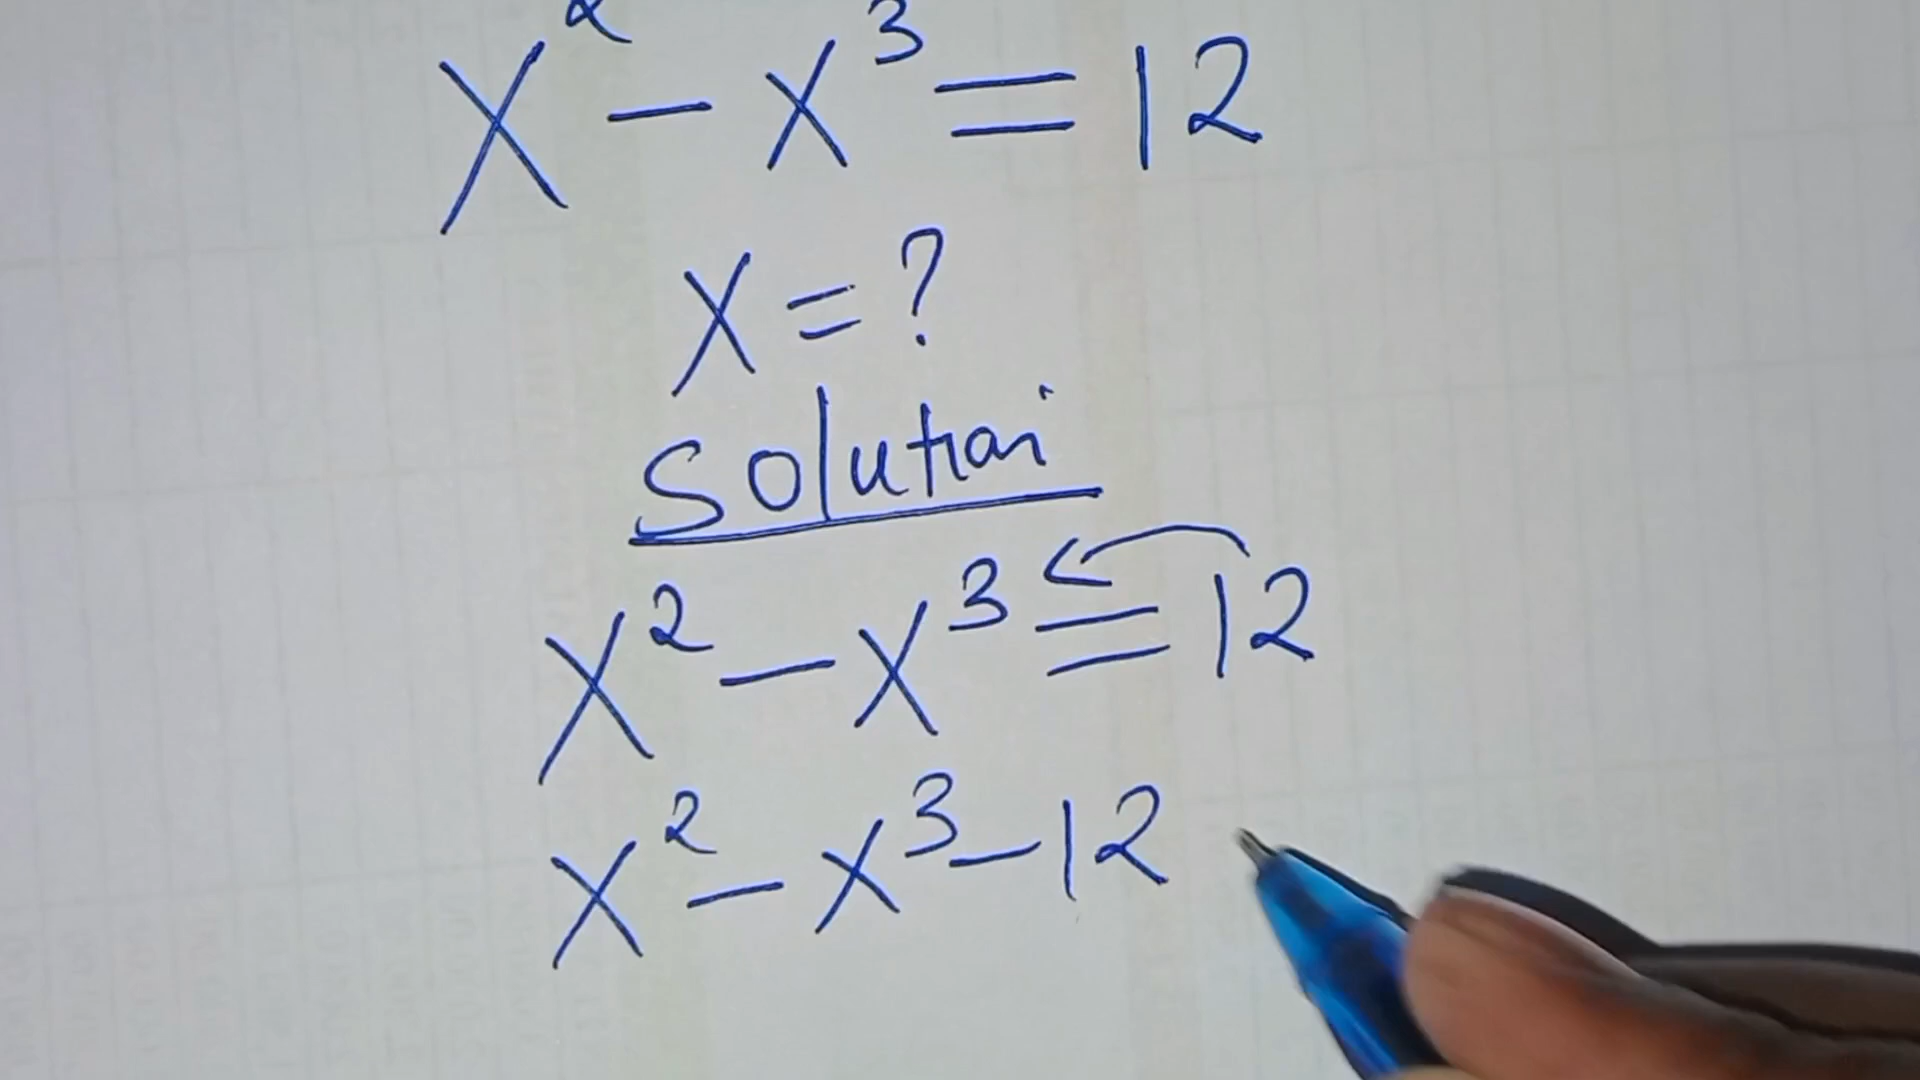 X² - X³ = 12
X = ?
Solution
X² - X³ = 12
X² - X³ - 12